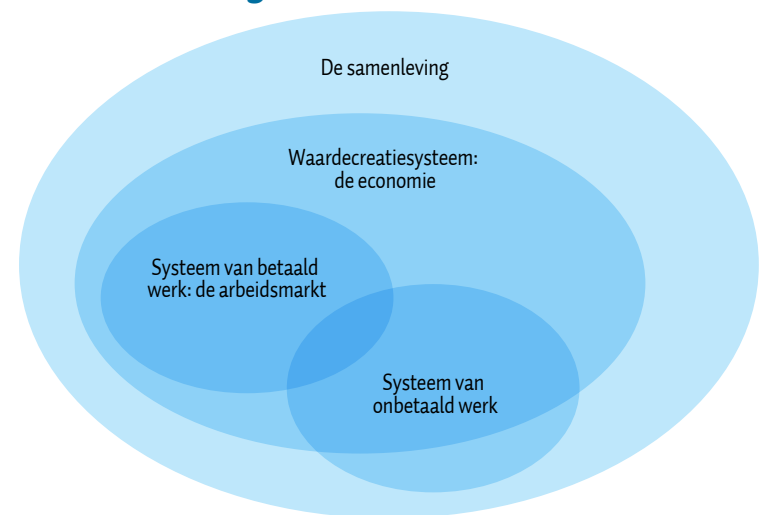 De samenleving
Waardecreatiesysteem:
de economie
Systeem van betaald
werk: de arbeidsmarkt
Systeem van
onbetaald werk